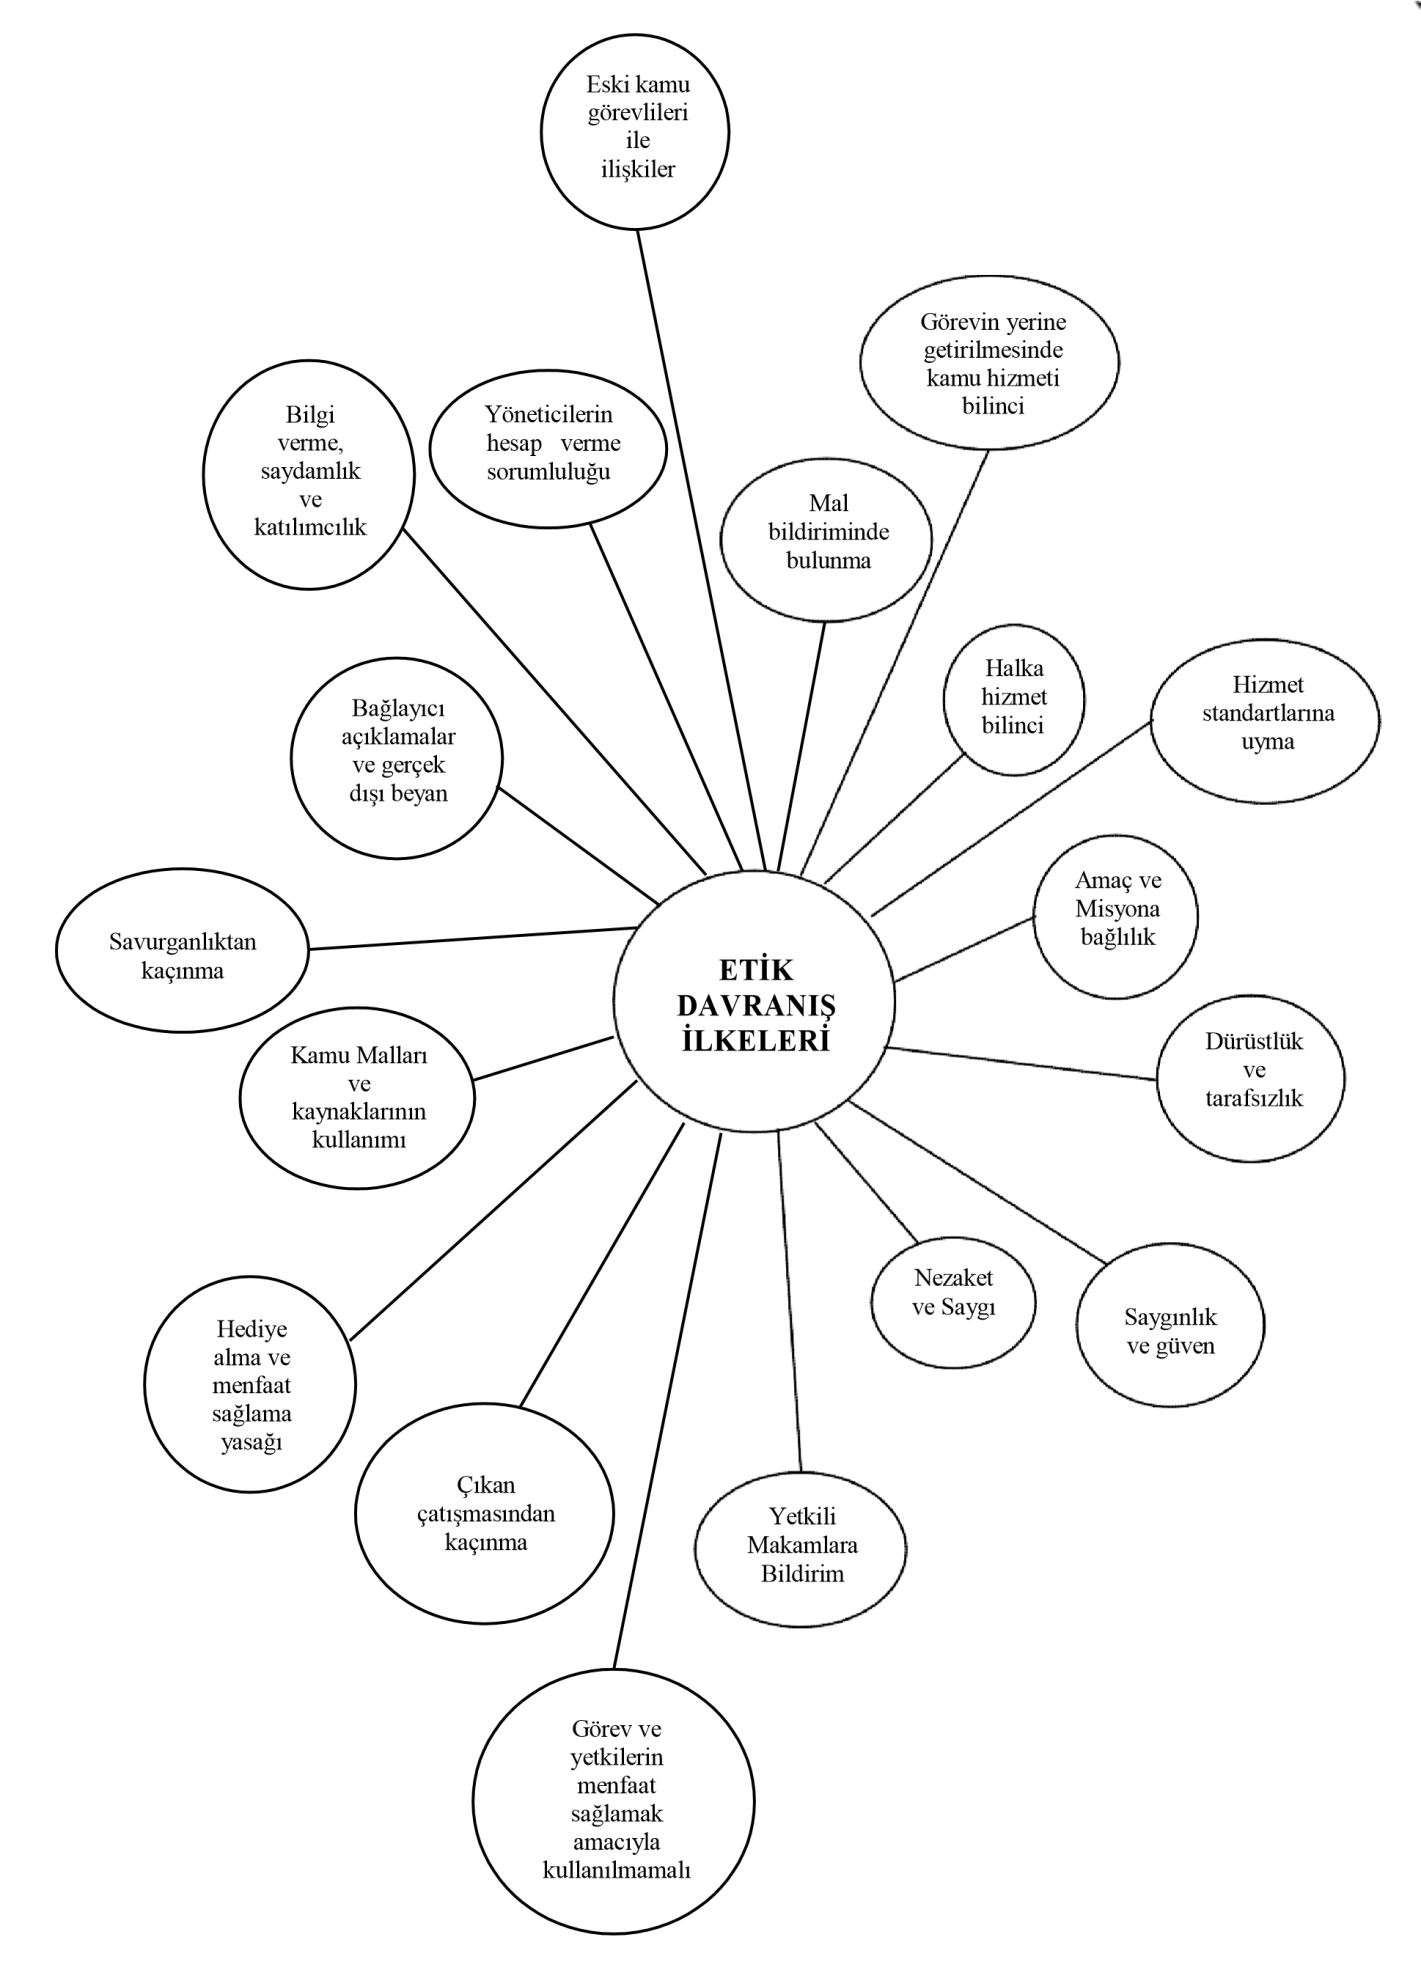 Eski kamu
görevlileri
ile
ilişkiler
Görevin yerine
getirilmesinde
kamu hizmeti
bilinci
Bilgi
verme,
saydamlık
ve
katılımcılık
Yöneticilerin
hesap verme
sorumluluğu
Mal
bildiriminde
bulunma
Halka
hizmet
bilinci
Hizmet
standartlarına
uyma
Bağlayıcı
açıklamalar
ve gerçek
dışı beyan
Amaç ve
Misyona
bağlılık
Savurganlıktan
kaçınma
ETİK
DAVRANIŞ
İLKELERİ
Kamu Malları
ve
kaynaklarının
kullanımı
Dürüstlük
ve
tarafsızlık
Nezaket
ve Saygı
Saygınlık
ve güven
Hediye
alma ve
menfaat
sağlama
yasağı
Çıkan
çatışmasından
kaçınma
Yetkili
Makamlara
Bildirim
Görev ve
yetkilerin
menfaat
sağlamak
amacıyla
kullanılmamalı